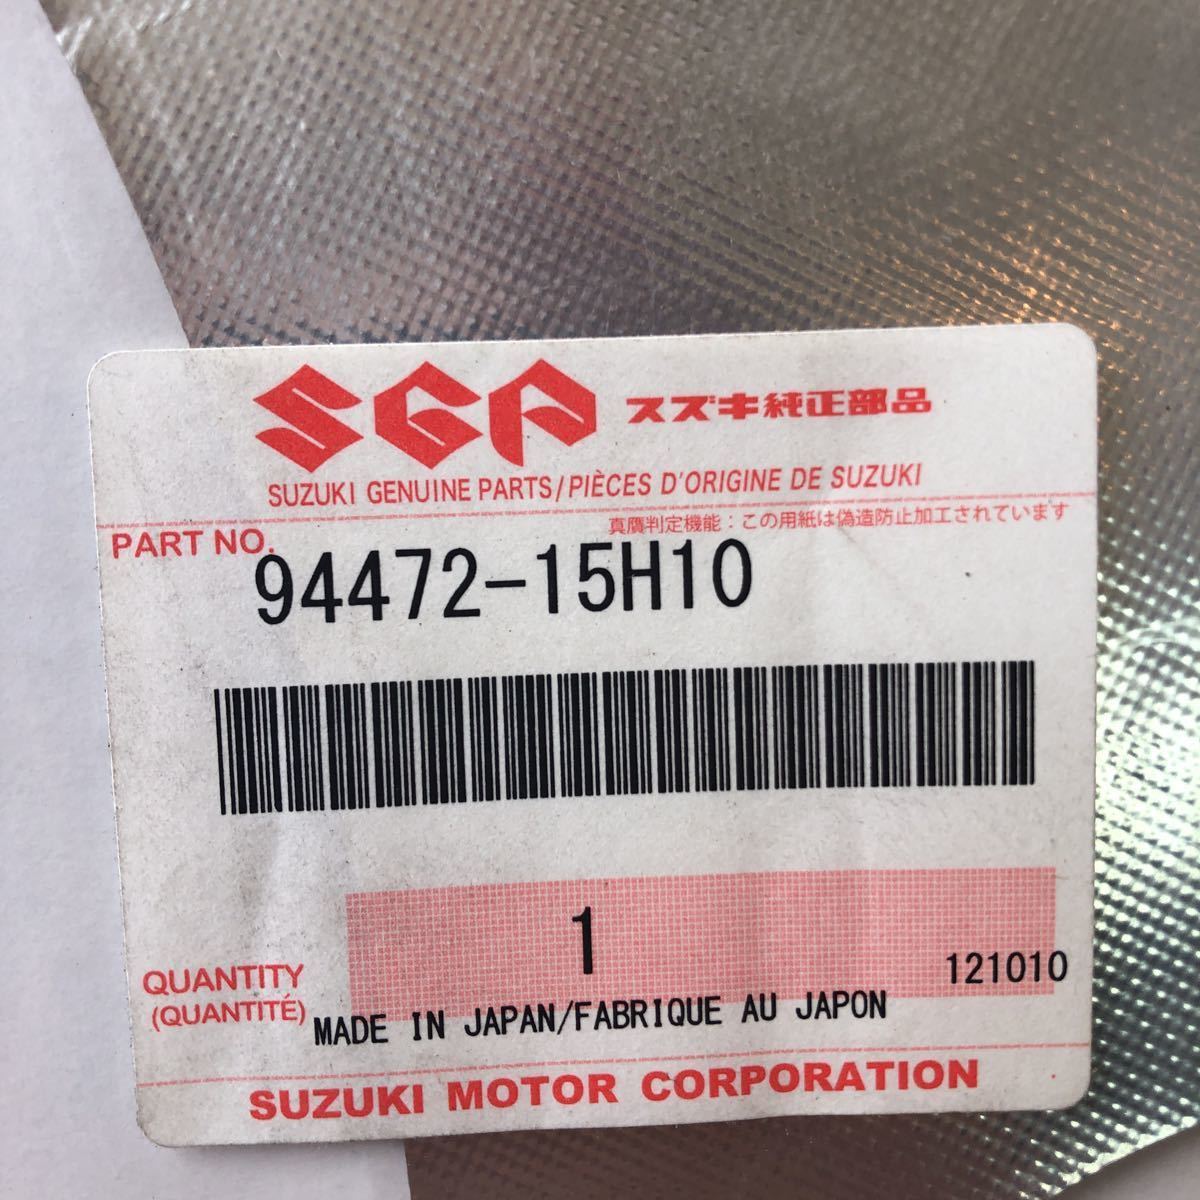 SGP スズキ純正部品
SUZUKI GENUINE PARTS/PIÈCES D'ORIGINE DE SUZUKI
真贋判定機能：この用紙は偽造防止加工されています
PART NO.
94472-15H10
1
QUANTITY
(QUANTITÉ)
121010
MADE IN JAPAN/FABRIQUE AU JAPON
SUZUKI MOTOR CORPORATION